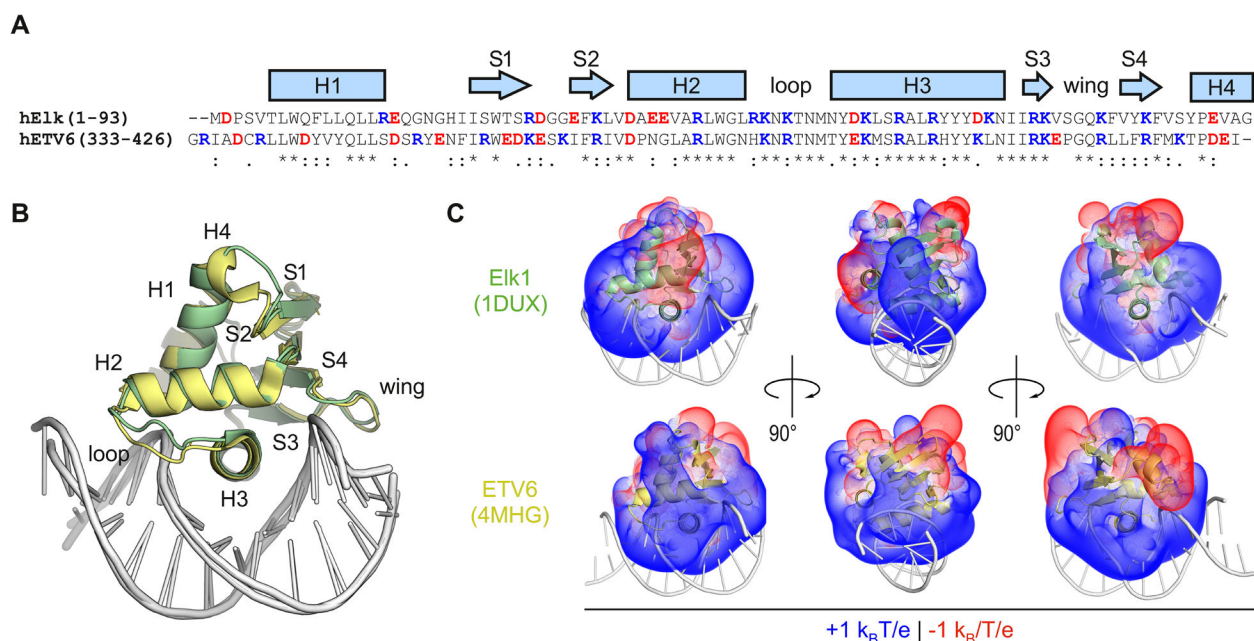 A
S1 S2 S3 S4
H1 H2 loop H3 wing H4
hElk(1-93) --MDPSVTLWQFLLQLLREQGNGHIISWTSRDGGEFKLVDAEEVARLWGLRKNKTNMNYDKLSRALRYYYDKNIIRKVSGQKFVYKFVSYPEVAG
hETV6(333-426) GRIADCRLLWDYVYQLLSDSRYENFIRWEDKESKIFRIVDPNGLARLWGNHKNRTNMTYEKMSRALRHYYKLNIIRKEPGQRLLFRFMKTPDEI-
B
H4
H1
S1
S2
H2
S4
wing
S3
loop
H3
C
Elk1
(1DUX)
90°
90°
ETV6
(4MHG)
+1 kBT/e | -1 kB/T/e